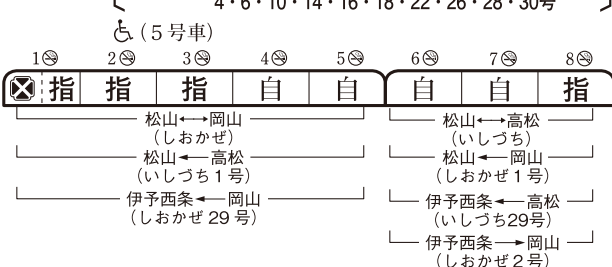 4・6・10・14・16・18・22・26・28・30号
(5号車)
1 2 3 4 5 6 7 8
指 指 指 自 自 自 自 指
松山↔岡山
(しおかぜ)
松山←高松
(いしづち1号)
伊予西条←岡山
(しおかぜ29号)
松山↔高松
(いしづち)
松山←岡山
(しおかぜ1号)
伊予西条←高松
(いしづち29号)
伊予西条→岡山
(しおかぜ2号)